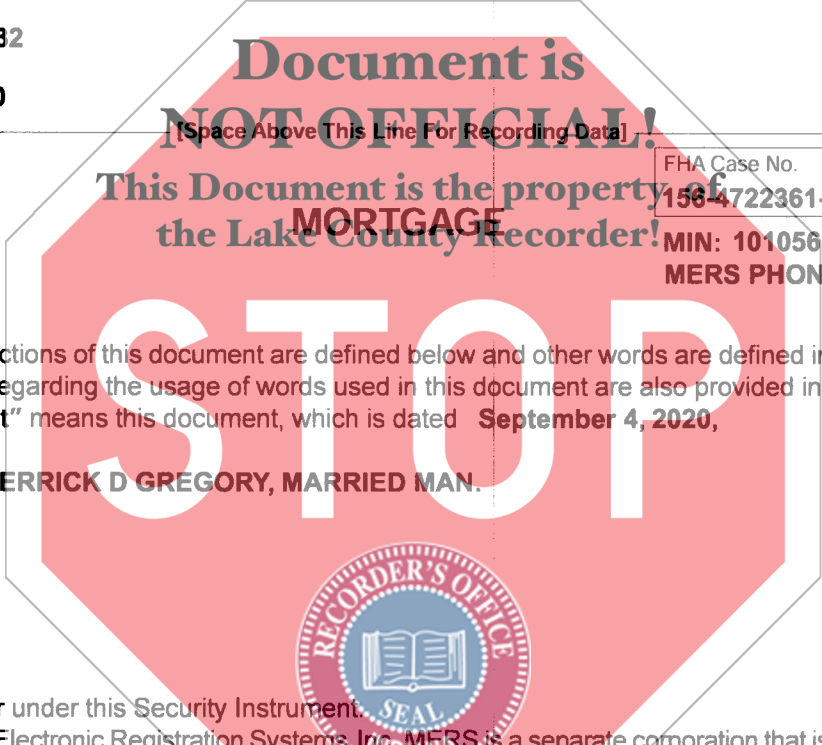 32
0
Document is
NOT OFFICIAL!
[Space Above This Line For Recording Data]
This Document is the property of
the Lake County Recorder!
FHA Case No.
156-4722361-
MORTGAGE
MIN: 101056
MERS PHON
STOP
ctions of this document are defined below and other words are defined i
egarding the usage of words used in this document are also provided in
t” means this document, which is dated September 4, 2020,
ERRICK D GREGORY, MARRIED MAN.
RECORDER'S OFFICE
SEAL
r under this Security Instrument.
Electronic Registration Systems, Inc. MERS is a separate corporation that is